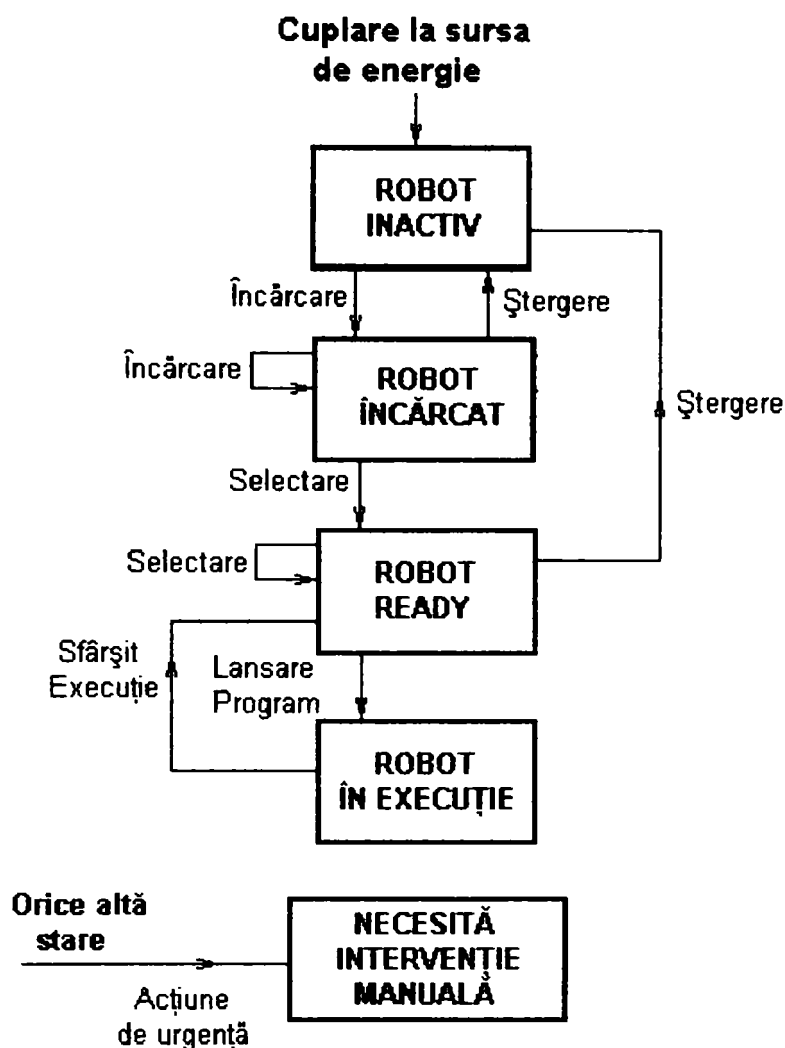 Cuplare la sursa
de energie
ROBOT
INACTIV
Încărcare
Ştergere
Încărcare
ROBOT
ÎNCĂRCAT
Ştergere
Selectare
Selectare
ROBOT
READY
Sfârşit
Execuţie
Lansare
Program
ROBOT
ÎN EXECUŢIE
Orice altă
stare
Acţiune
de urgenţă
NECESITĂ
INTERVENŢIE
MANUALĂ